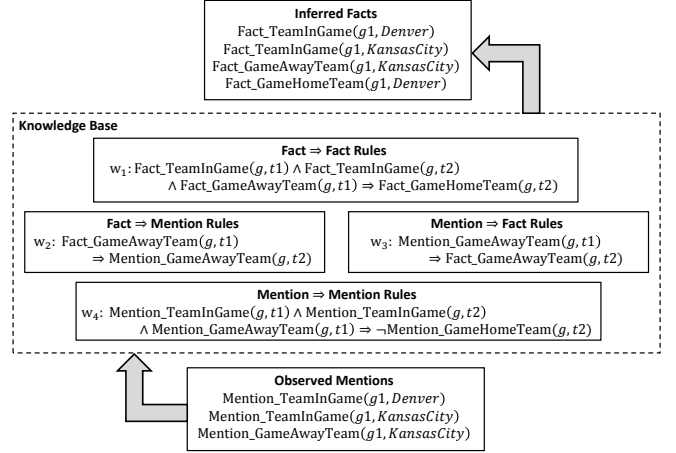 Inferred Facts
Fact_TeamInGame(g1, Denver)
Fact_TeamInGame(g1, KansasCity)
Fact_GameAwayTeam(g1, KansasCity)
Fact_GameHomeTeam(g1, Denver)
Knowledge Base
Fact ⇒ Fact Rules
w₁: Fact_TeamInGame(g, t1) ∧ Fact_TeamInGame(g, t2)
∧ Fact_GameAwayTeam(g, t1) ⇒ Fact_GameHomeTeam(g, t2)
Fact ⇒ Mention Rules
w₂: Fact_GameAwayTeam(g, t1)
⇒ Mention_GameAwayTeam(g, t2)
Mention ⇒ Fact Rules
w₃: Mention_GameAwayTeam(g, t1)
⇒ Fact_GameAwayTeam(g, t2)
Mention ⇒ Mention Rules
w₄: Mention_TeamInGame(g, t1) ∧ Mention_TeamInGame(g, t2)
∧ Mention_GameAwayTeam(g, t1) ⇒ ¬Mention_GameHomeTeam(g, t2)
Observed Mentions
Mention_TeamInGame(g1, Denver)
Mention_TeamInGame(g1, KansasCity)
Mention_GameAwayTeam(g1, KansasCity)